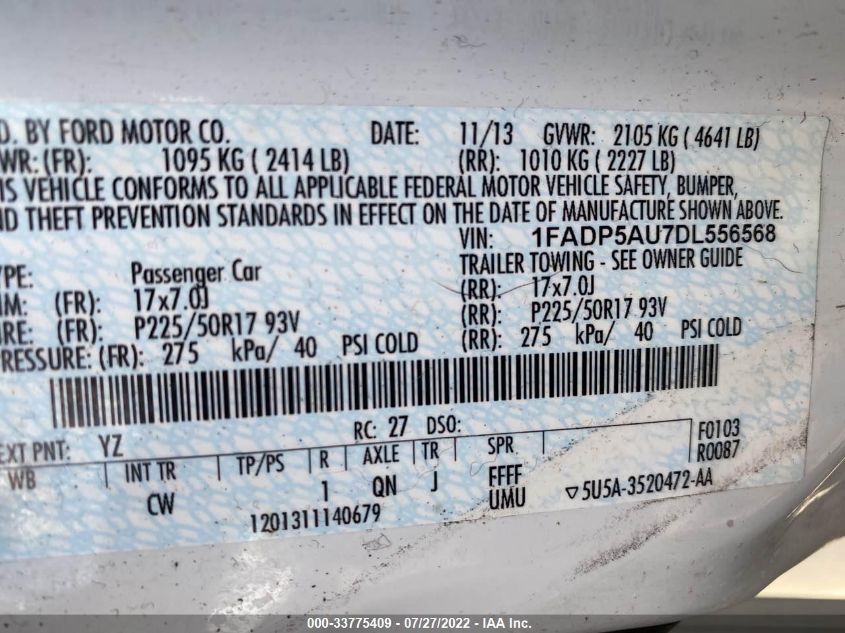 D. BY FORD MOTOR CO. DATE: 11/13 GVWR: 2105 KG ( 4641 LB)
WR: (FR): 1095 KG ( 2414 LB) (RR): 1010 KG ( 2227 LB)
IS VEHICLE CONFORMS TO ALL APPLICABLE FEDERAL MOTOR VEHICLE SAFETY, BUMPER,
ND THEFT PREVENTION STANDARDS IN EFFECT ON THE DATE OF MANUFACTURE SHOWN ABOVE.
VIN: 1FADP5AU7DL556568
YPE: Passenger Car TRAILER TOWING - SEE OWNER GUIDE
IM: (FR): 17x7.0J (RR): 17x7.0J
IRE: (FR): P225/50R17 93V (RR): P225/50R17 93V
PRESSURE: (FR): 275 kPa/ 40 PSI COLD (RR): 275 kPa/ 40 PSI COLD
EXT PNT: YZ RC: 27 DSO: F0103
WB INT TR TP/PS R AXLE TR SPR R0087
CW 1 QN J FFFF 5U5A-3520472-AA
UMU
1201311140679
000-33775409 - 07/27/2022 - IAA Inc.